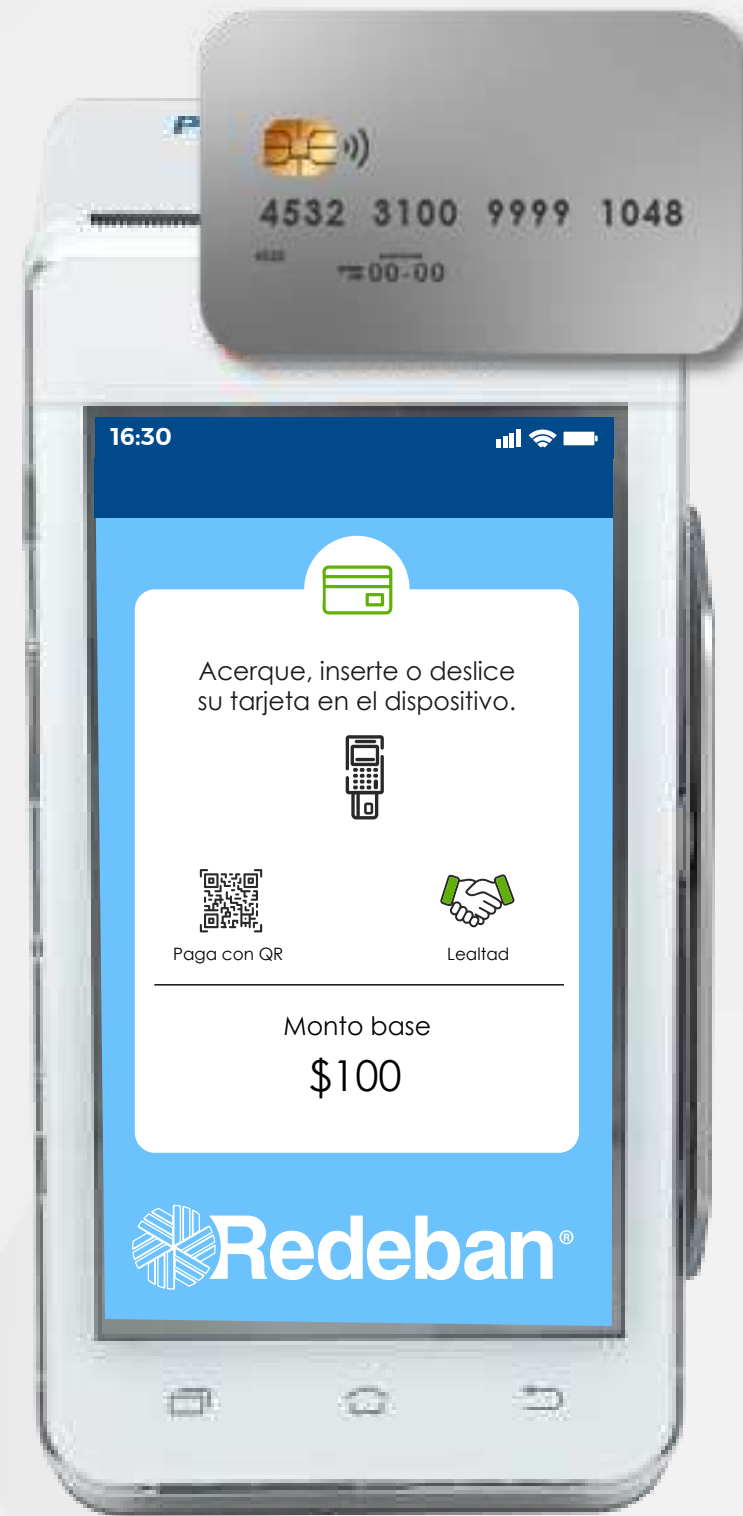 4532 3100 9999 1048
4532
00-00
16:30
Acerque, inserte o deslice
su tarjeta en el dispositivo.
Paga con QR
Lealtad
Monto base
$100
Redeban®